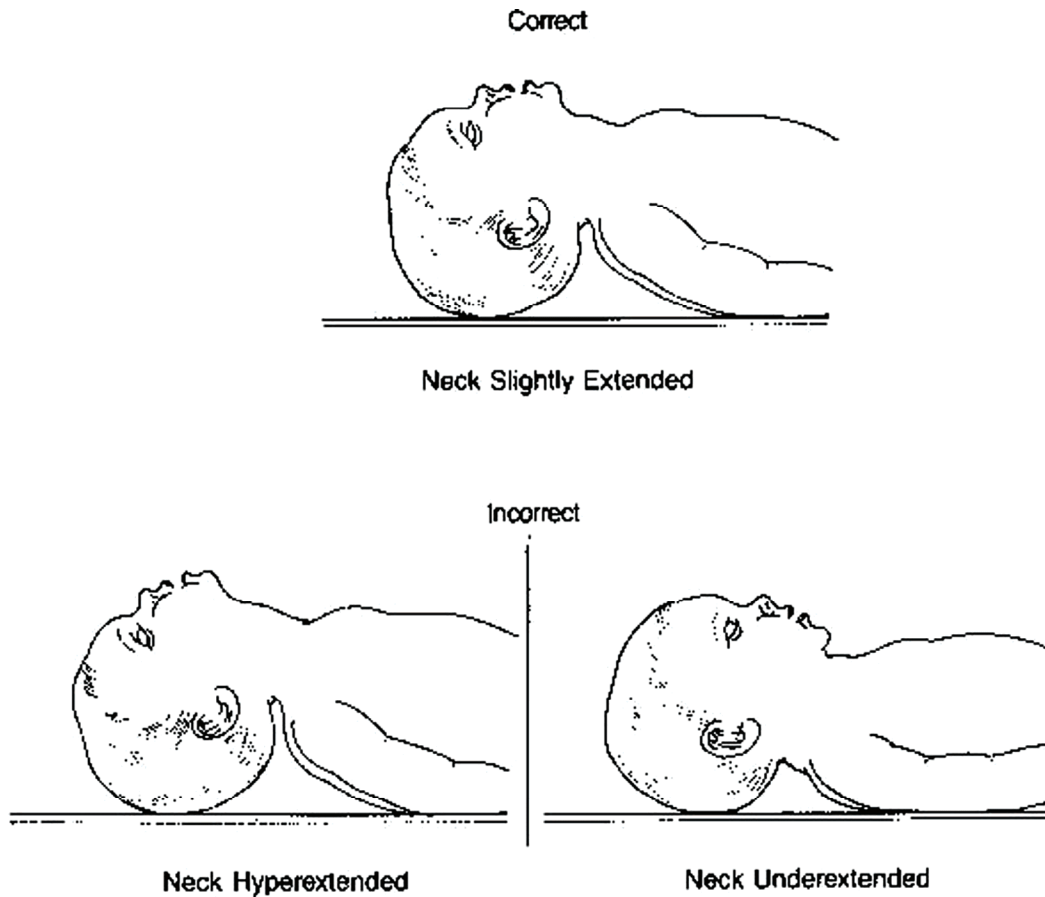 Correct
Neck Slightly Extended
Incorrect
Neck Hyperextended
Neck Underextended